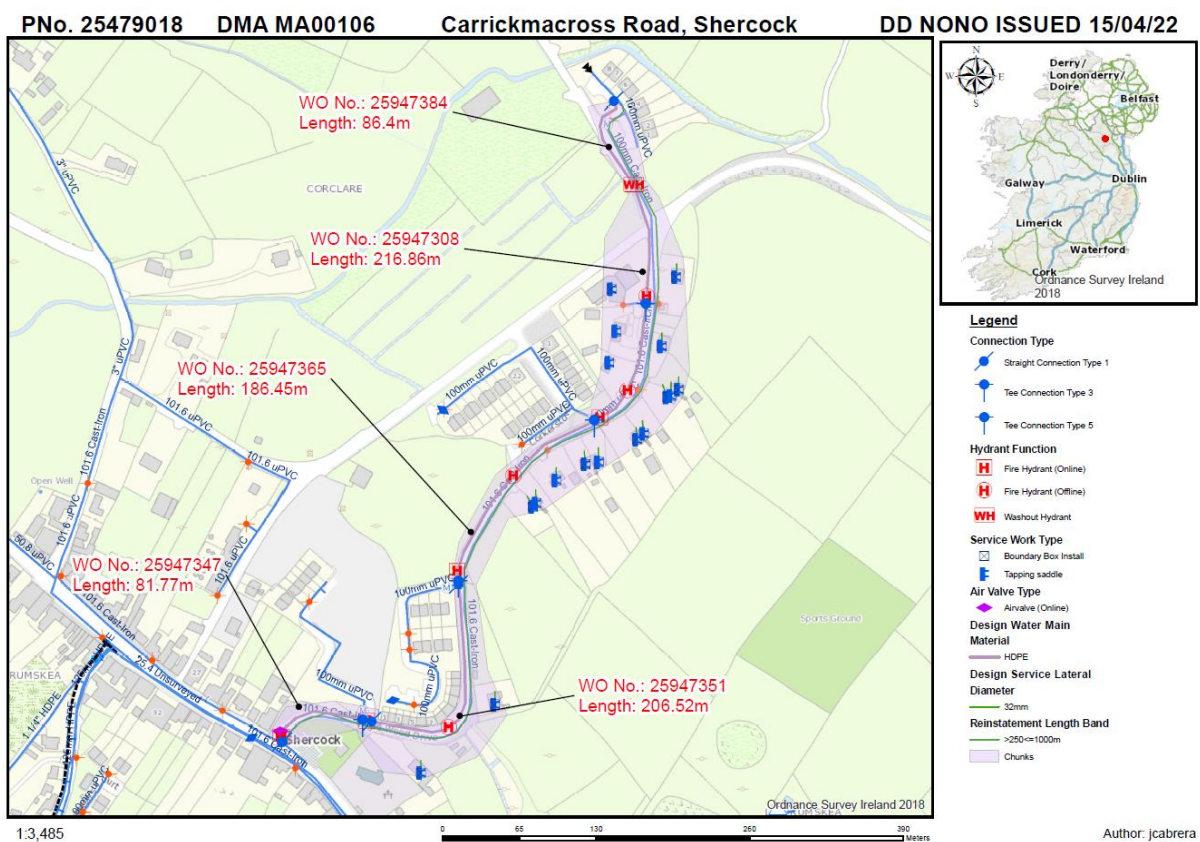 PNo. 25479018 DMA MA00106 Carrickmacross Road, Shercock DD NONO ISSUED 15/04/22
WO No.: 25947384
Length: 86.4m
100mm uPVC
3" uPVC
CORCLARE
WH
WO No.: 25947308
Length: 216.86m
3" uPVC
WO No.: 25947365
Length: 186.45m
100mm uPVC
101.6 uPVC
100mm uPVC
101.6 Cast-Iron
Open Well
101.6 uPVC
50.8 uPVC
101.6 uPVC
WO No.: 25947347
Length: 81.77m
100mm uPVC
101.6 Cast-Iron
101.6 Cast-Iron
Sports Ground
RUMSKEA
25.4 Unsurveyed
100mm uPVC
100mm uPVC
WO No.: 25947351
Length: 206.52m
1.1/4" HDPE
101.6 Cast-Iron
Shercock
101.6 Cast-Iron
Ordnance Survey Ireland 2018
RUMSKEA
N
W E
S
Derry /
Londonderry /
Doire
Belfast
Galway
Dublin
Limerick
Waterford
Cork
Ordnance Survey Ireland
2018
Legend
Connection Type
Straight Connection Type 1
Tee Connection Type 3
Tee Connection Type 5
Hydrant Function
H Fire Hydrant (Online)
H Fire Hydrant (Offline)
WH Washout Hydrant
Service Work Type
Boundary Box Install
Tapping saddle
Air Valve Type
Airvalve (Online)
Design Water Main
Material
HDPE
Design Service Lateral
Diameter
32mm
Reinstatement Length Band
>250<=1000m
Chunks
1:3,485
0 65 130 260 390
Meters
Author: jcabrera